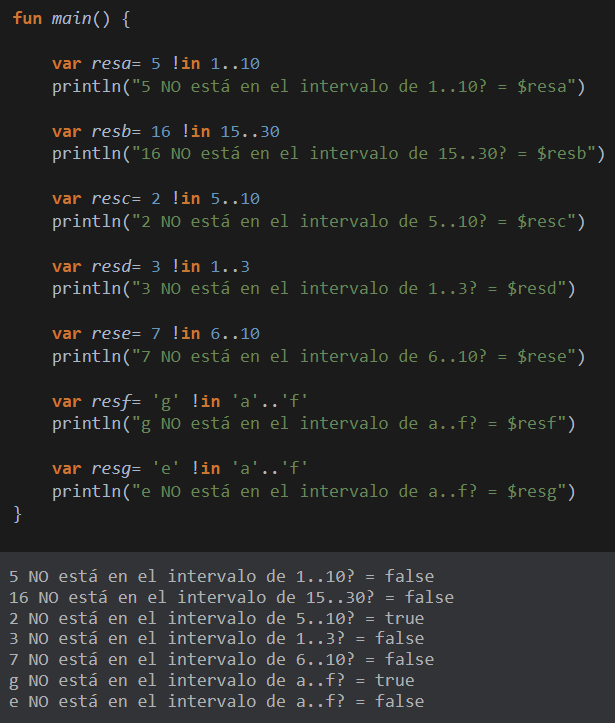 fun main() {
var resa= 5 !in 1..10
println("5 NO está en el intervalo de 1..10? = $resa")
var resb= 16 !in 15..30
println("16 NO está en el intervalo de 15..30? = $resb")
var resc= 2 !in 5..10
println("2 NO está en el intervalo de 5..10? = $resc")
var resd= 3 !in 1..3
println("3 NO está en el intervalo de 1..3? = $resd")
var rese= 7 !in 6..10
println("7 NO está en el intervalo de 6..10? = $rese")
var resf= 'g' !in 'a'..'f'
println("g NO está en el intervalo de a..f? = $resf")
var resg= 'e' !in 'a'..'f'
println("e NO está en el intervalo de a..f? = $resg")
}
5 NO está en el intervalo de 1..10? = false
16 NO está en el intervalo de 15..30? = false
2 NO está en el intervalo de 5..10? = true
3 NO está en el intervalo de 1..3? = false
7 NO está en el intervalo de 6..10? = false
g NO está en el intervalo de a..f? = true
e NO está en el intervalo de a..f? = false